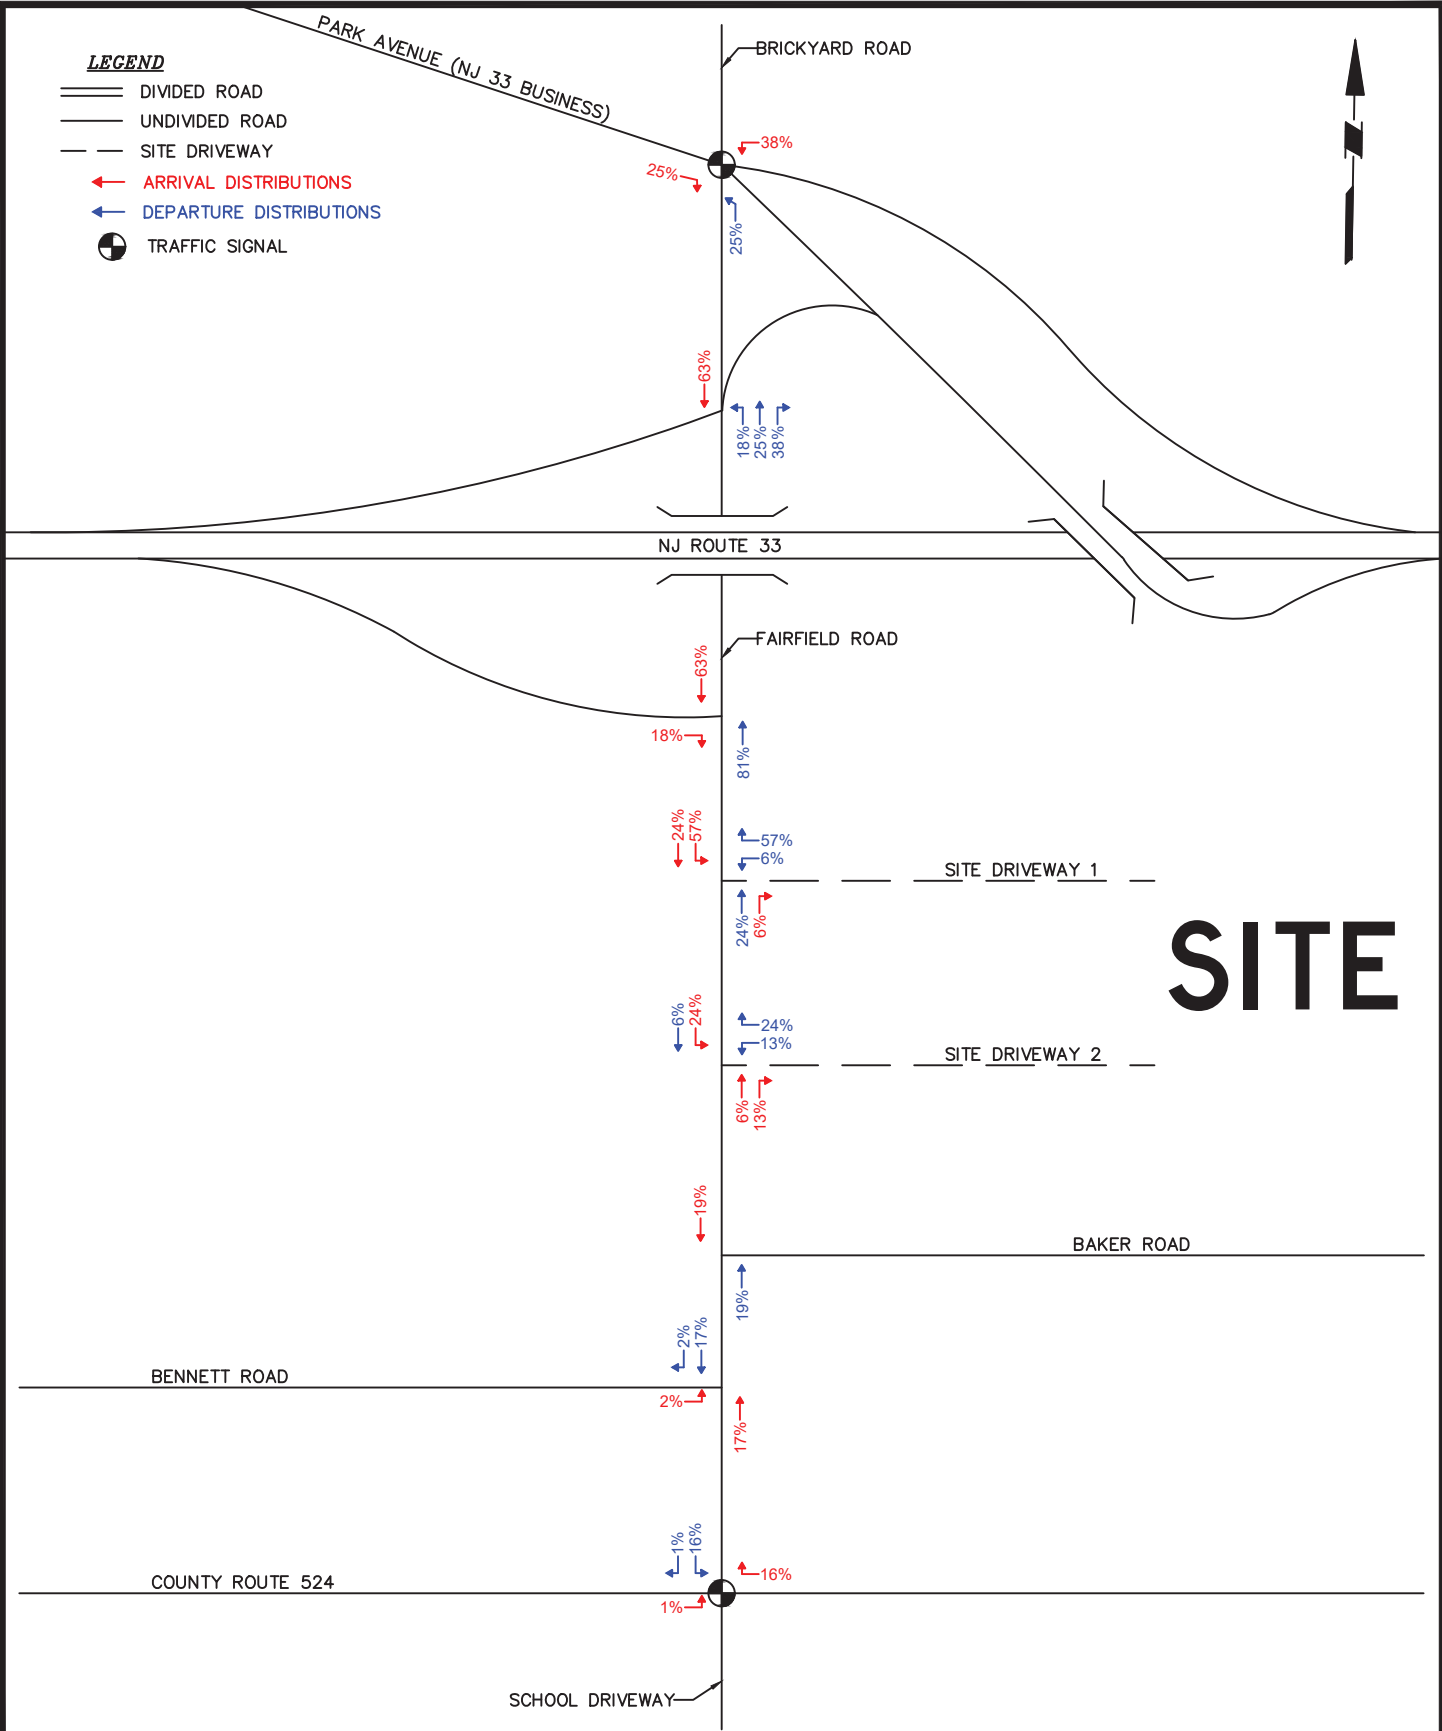 PARK AVENUE (NJ 33 BUSINESS)
BRICKYARD ROAD
LEGEND
DIVIDED ROAD
UNDIVIDED ROAD
SITE DRIVEWAY
ARRIVAL DISTRIBUTIONS
DEPARTURE DISTRIBUTIONS
TRAFFIC SIGNAL
N
38%
25%
25%
63%
18%
25%
38%
NJ ROUTE 33
FAIRFIELD ROAD
63%
18%
81%
24%
57%
57%
6%
SITE DRIVEWAY 1
24%
6%
SITE
6%
24%
24%
13%
SITE DRIVEWAY 2
6%
13%
19%
BAKER ROAD
19%
2%
17%
BENNETT ROAD
2%
17%
1%
16%
16%
COUNTY ROUTE 524
1%
SCHOOL DRIVEWAY